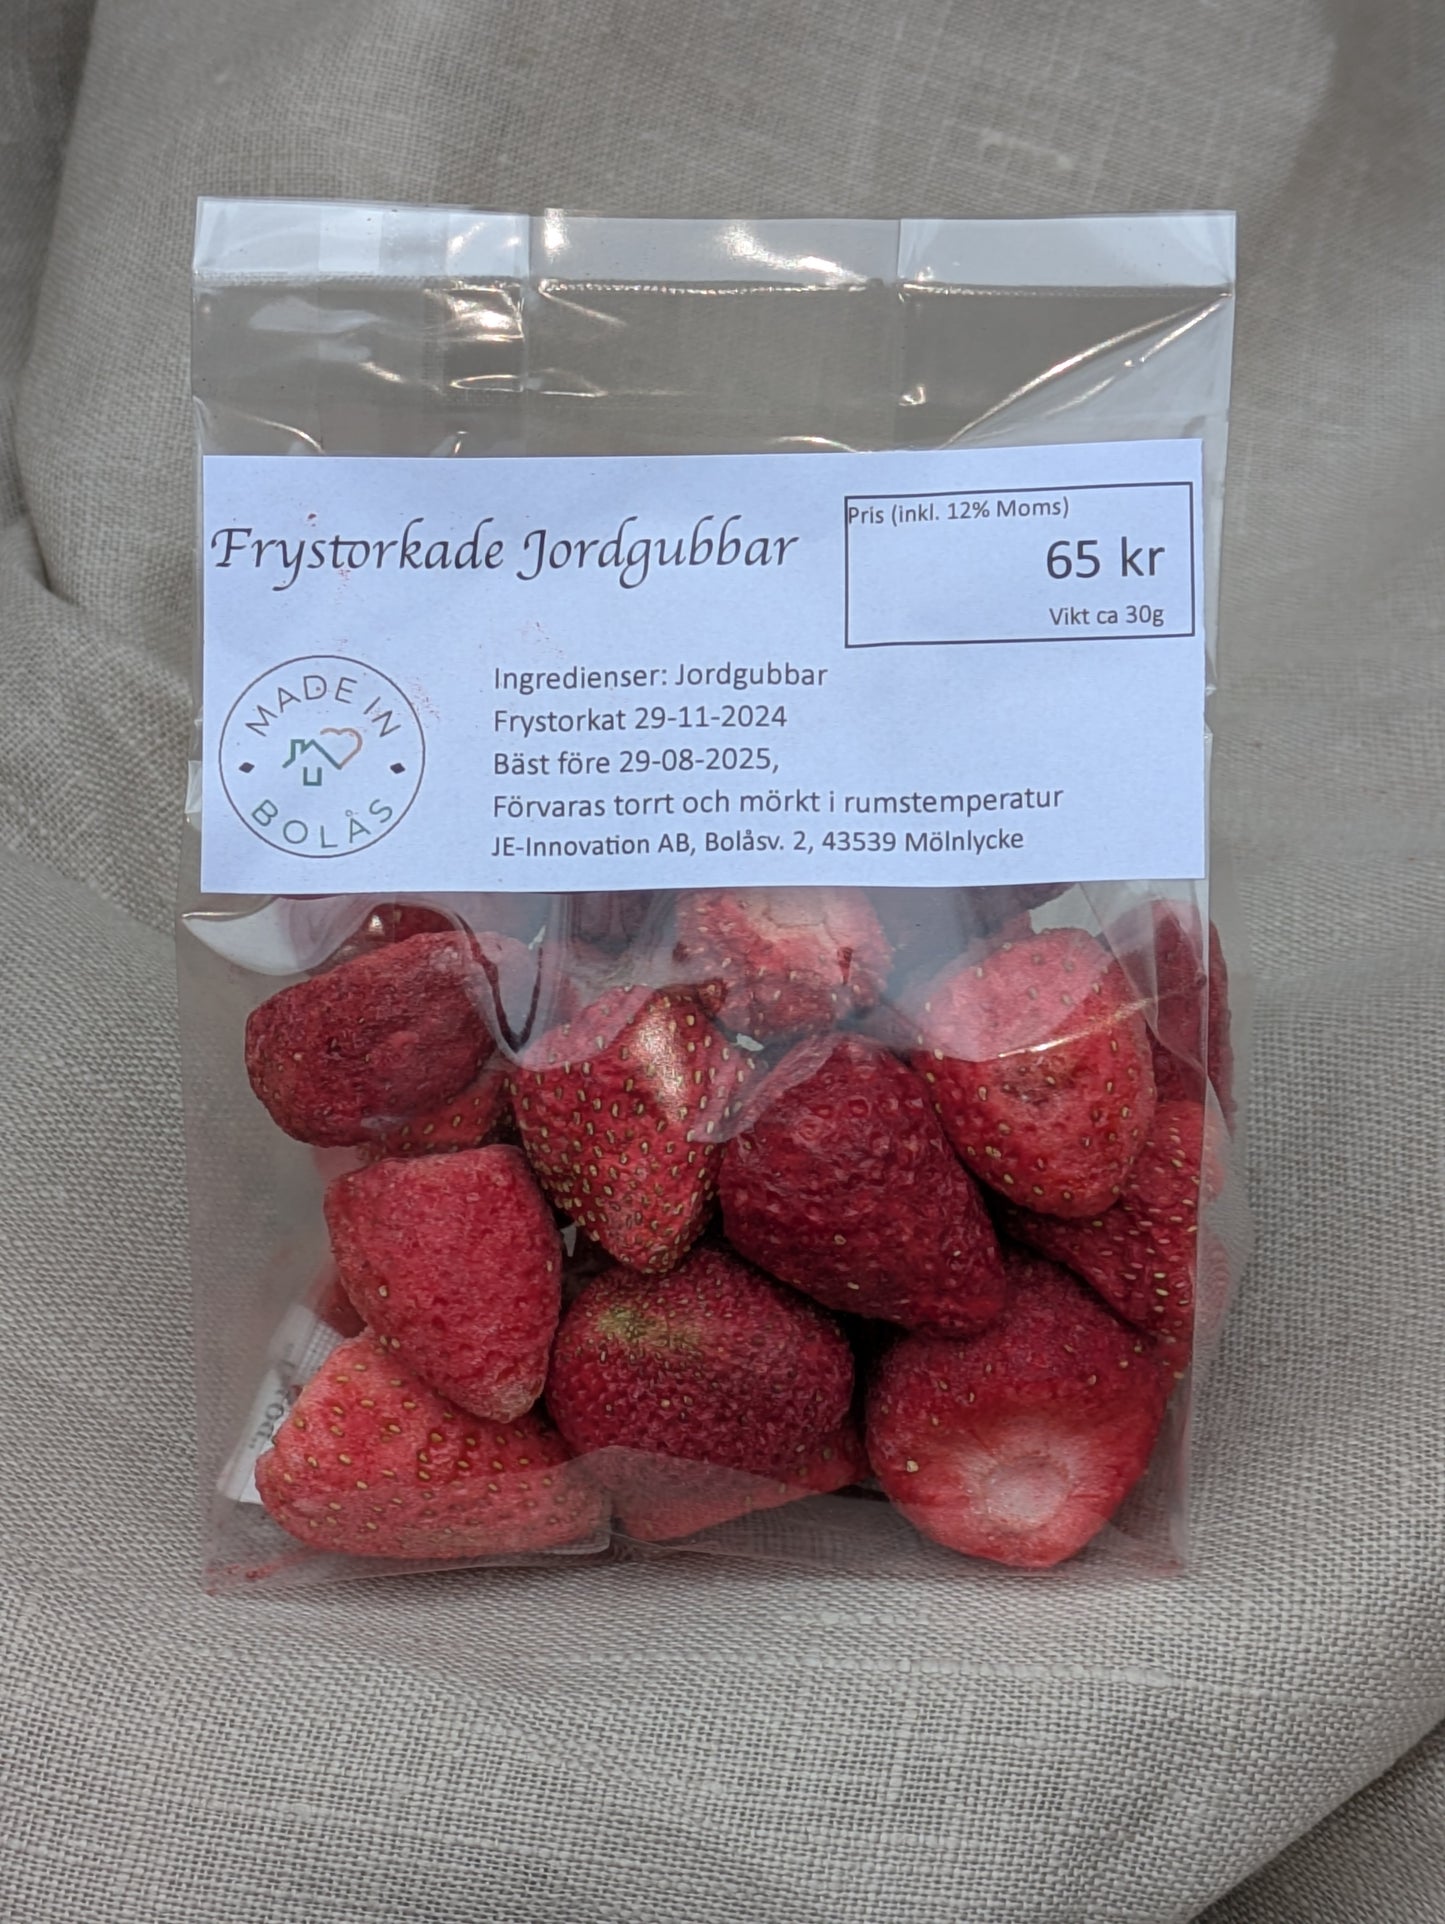 Frystorkade Jordgubbar
Pris (inkl. 12% Moms)
65 kr
Vikt ca 30g
MADE IN
BOLÅS
Ingredienser: Jordgubbar
Frystorkat 29-11-2024
Bäst före 29-08-2025,
Förvaras torrt och mörkt i rumstemperatur
JE-Innovation AB, Bolåsv. 2, 43539 Mölnlycke